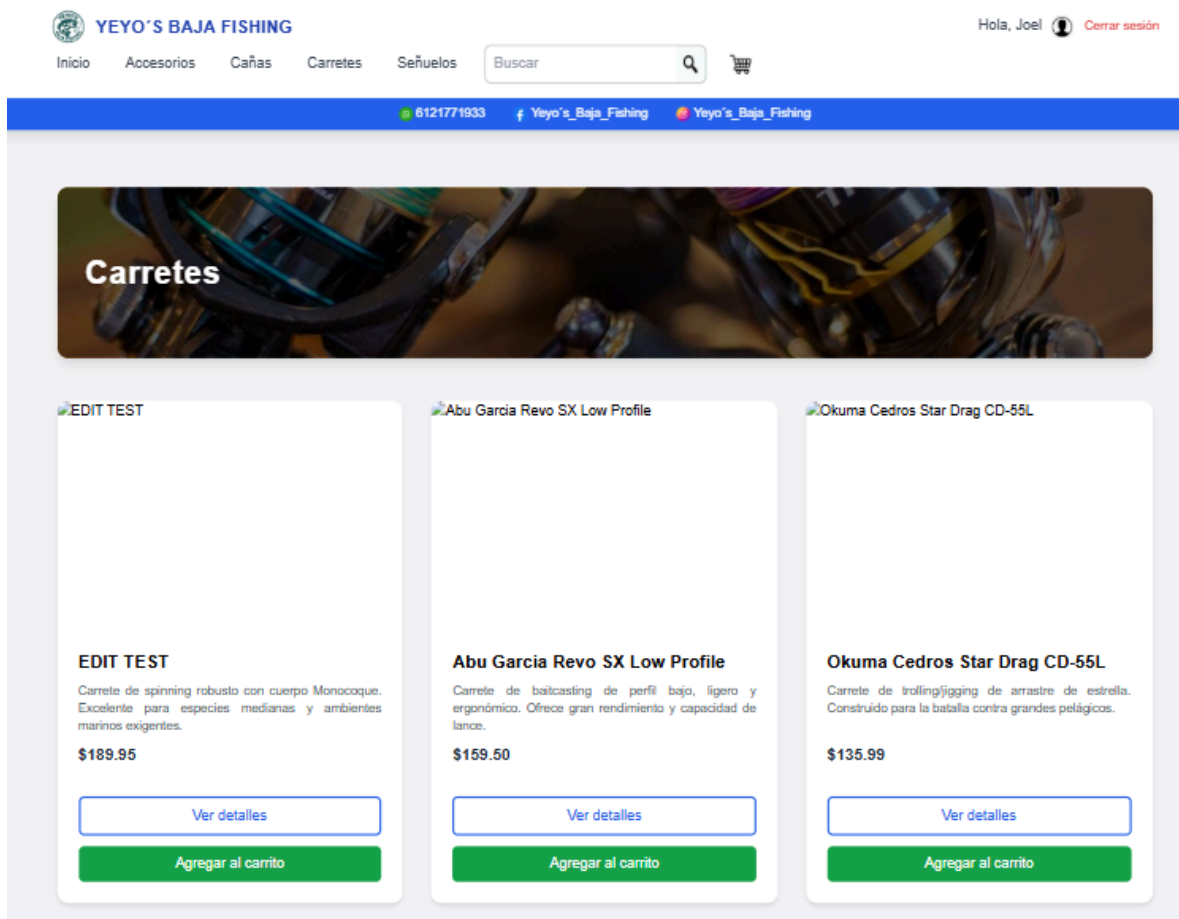 YEYO´S BAJA FISHING
Hola, Joel
Cerrar sesión
Inicio
Accesorios
Cañas
Carretes
Señuelos
Buscar
6121771933
Yeyo´s_Baja_Fishing
Yeyo´s_Baja_Fishing
Carretes
EDIT TEST
Abu Garcia Revo SX Low Profile
Okuma Cedros Star Drag CD-55L
EDIT TEST
Carrete de spinning robusto con cuerpo Monocoque.
Excelente para especies medianas y ambientes
marinos exigentes.
$189.95
Ver detalles
Agregar al carrito
Abu Garcia Revo SX Low Profile
Carrete de baitcasting de perfil bajo, ligero y
ergonómico. Ofrece gran rendimiento y capacidad de
lance.
$159.50
Ver detalles
Agregar al carrito
Okuma Cedros Star Drag CD-55L
Carrete de trolling/jigging de arrastre de estrella.
Construido para la batalla contra grandes pelágicos.
$135.99
Ver detalles
Agregar al carrito